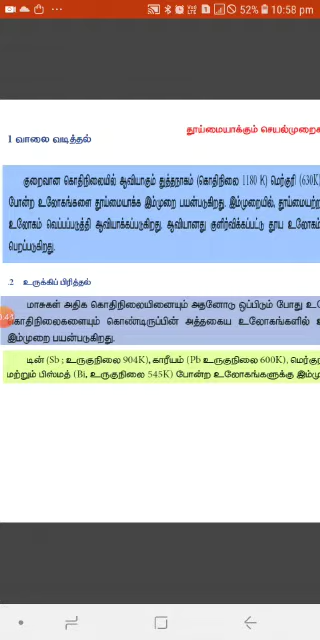 52% 10:58 pm
தூய்மையாக்கும் செயல்முறைக
1 வாலை வடித்தல்
குறைவான கொதிநிலையில் ஆவியாகும் துத்தநாகம் (கொதிநிலை 1180 K) மெர்குரி (630K)
போன்ற உலோகங்களை தூய்மையாக்க இம்முறை பயன்படுகிறது. இம்முறையில், தூய்மையற்ற
உலோகம் வெப்பப்படுத்தி ஆவியாக்கப்படுகிறது. ஆவியானது குளிர்விக்கப்பட்டு தூய உலோகம்
பெறப்படுகிறது.
.2 உருக்கிப் பிரித்தல்
மாசுகள் அதிக கொதிநிலையினையும் அதனோடு ஒப்பிடும் போது உ
கொதிநிலைகளையும் கொண்டிருப்பின் அத்தகைய உலோகங்களில்
இம்முறை பயன்படுகிறது.
டின் (Sb ; உருகுநிலை 904K), காரீயம் (Pb உருகுநிலை 600K), மெர்கு
மற்றும் பிஸ்மத் (Bi, உருகுநிலை 545K) போன்ற உலோகங்களுக்கு இம்மு